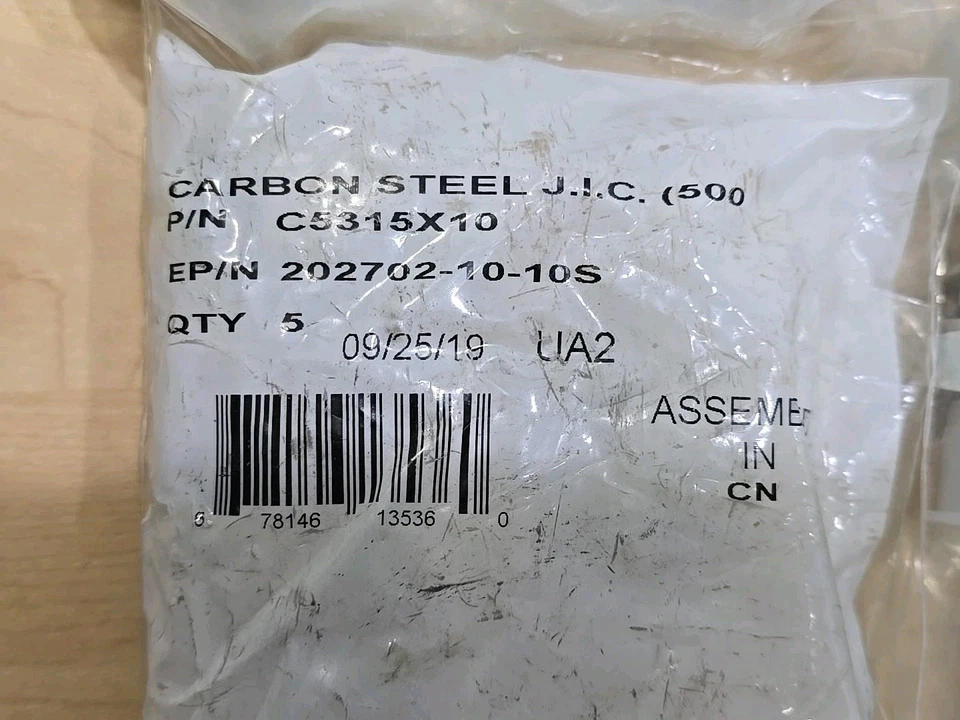 CARBON STEEL J.I.C. (500
P/N C5315X10
EP/N 202702-10-10S
QTY 5
09/25/19 UA2
ASSEMB
IN
CN
0 78146 13536 0